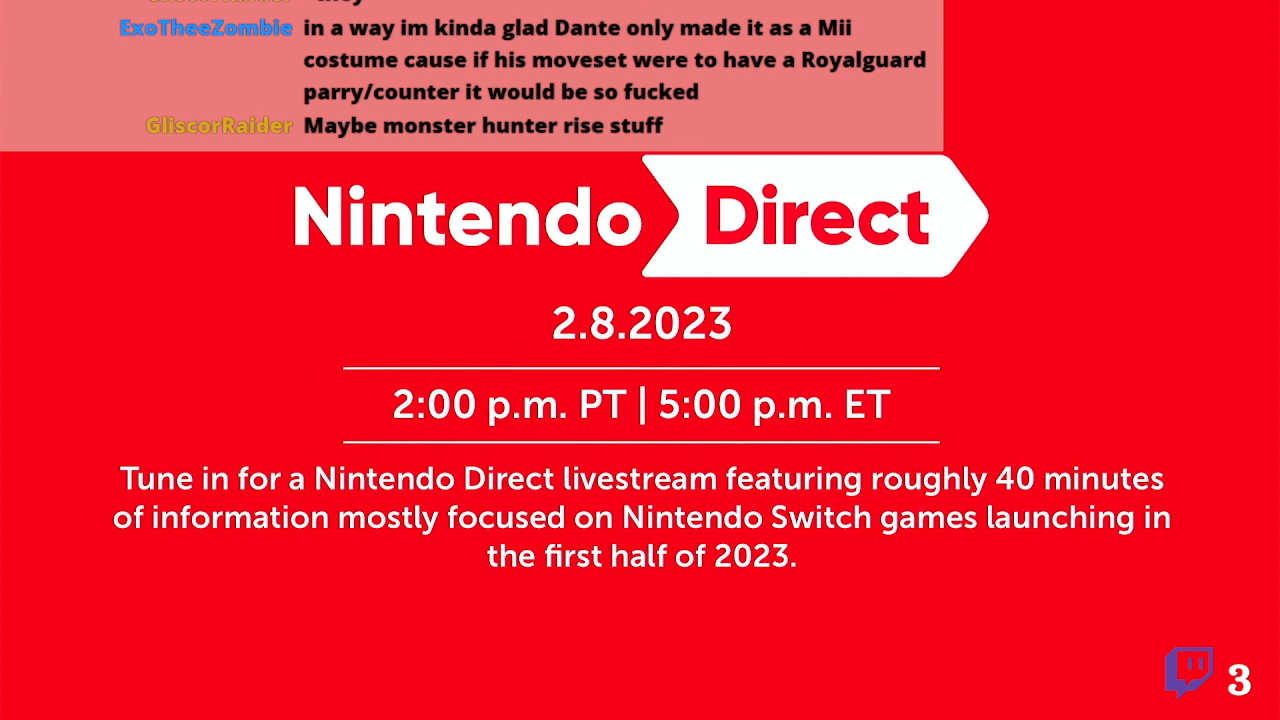 ExoTheeZombie in a way im kinda glad Dante only made it as a Mii
costume cause if his moveset were to have a Royalguard
parry/counter it would be so fucked
GliscorRaider Maybe monster hunter rise stuff
Nintendo Direct
2.8.2023
2:00 p.m. PT | 5:00 p.m. ET
Tune in for a Nintendo Direct livestream featuring roughly 40 minutes
of information mostly focused on Nintendo Switch games launching in
the first half of 2023.
3